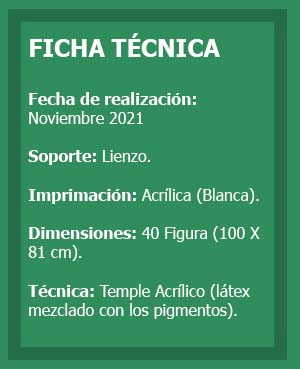 FICHA TÉCNICA
Fecha de realización:
Noviembre 2021
Soporte: Lienzo.
Imprimación: Acrílica (Blanca).
Dimensiones: 40 Figura (100 X
81 cm).
Técnica: Temple Acrílico (látex
mezclado con los pigmentos).